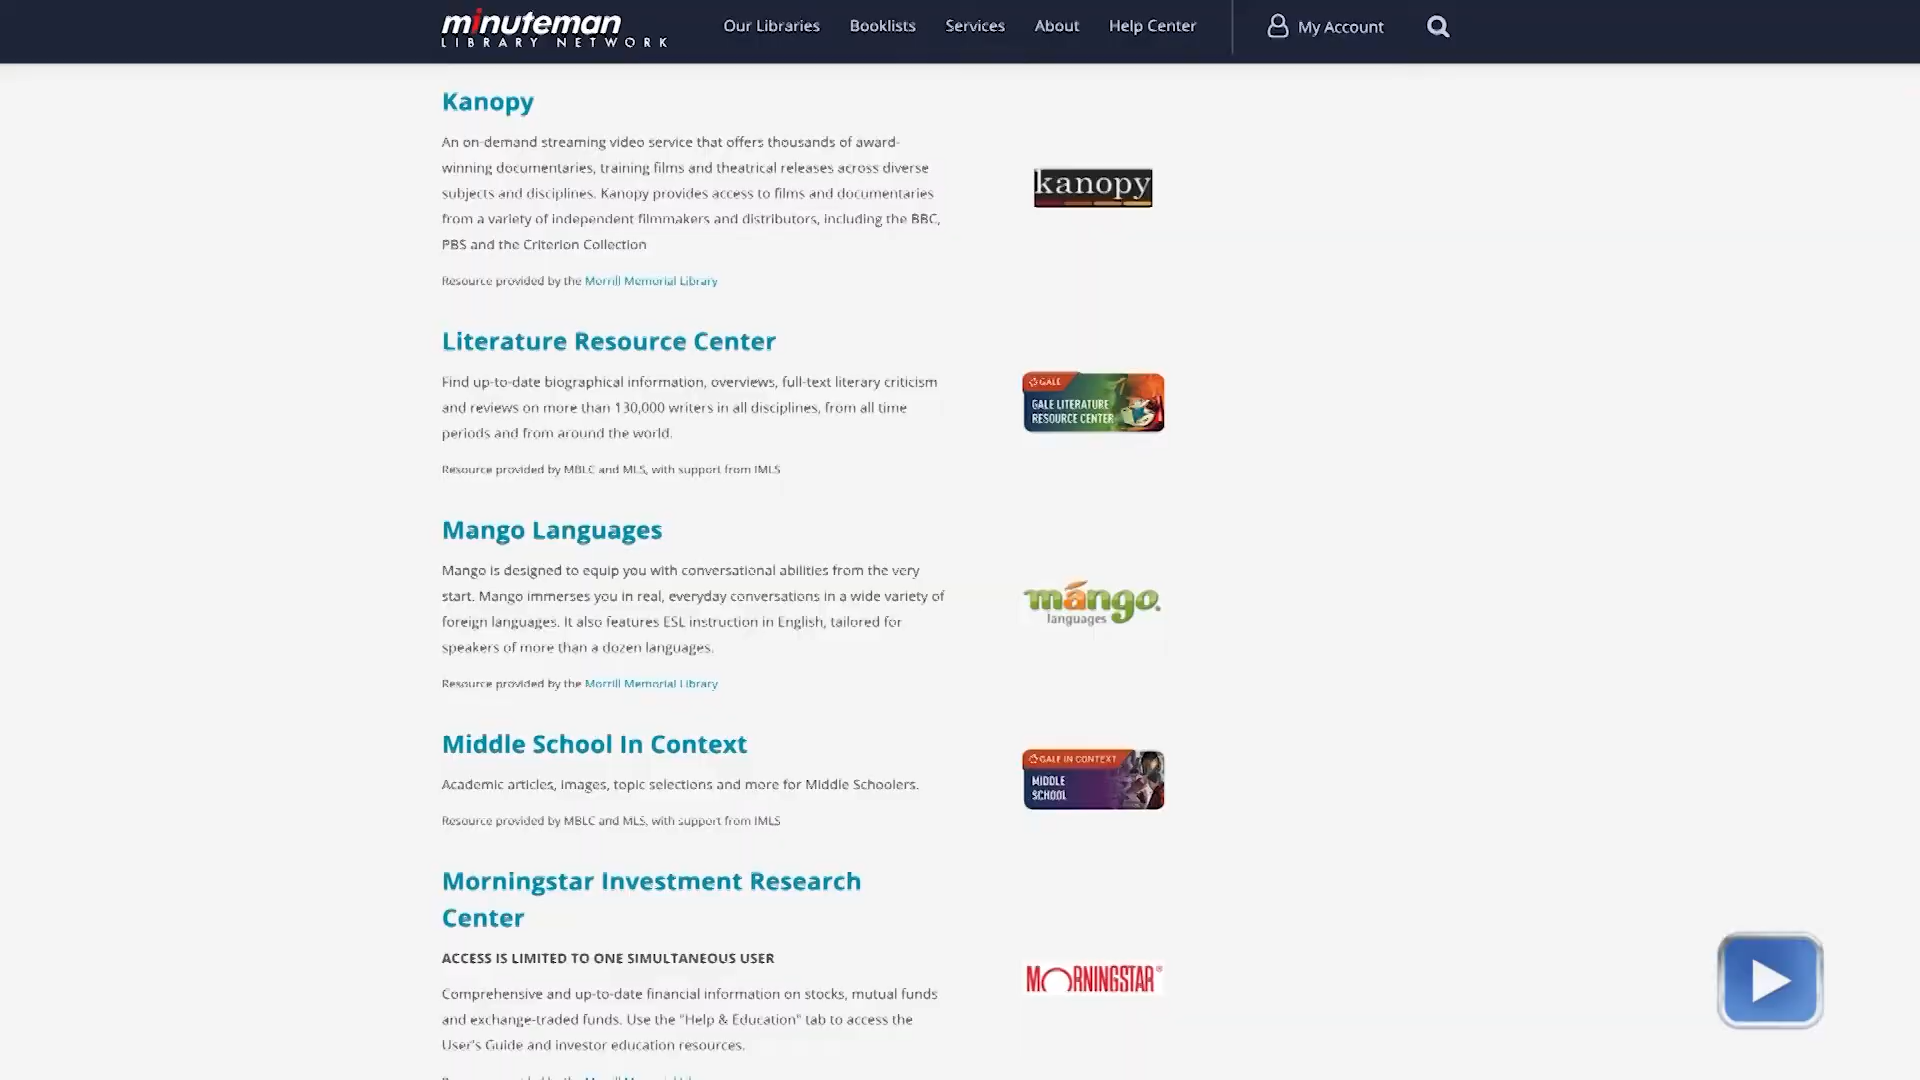 minuteman
LIBRARY NETWORK
Our Libraries
Booklists
Services
About
Help Center
My Account
Kanopy
An on-demand streaming video service that offers thousands of award-
winning documentaries, training films and theatrical releases across diverse
subjects and disciplines. Kanopy provides access to films and documentaries
from a variety of independent filmmakers and distributors, including the BBC,
PBS and the Criterion Collection
Resource provided by the Morrill Memorial Library
kanopy
Literature Resource Center
Find up-to-date biographical information, overviews, full-text literary criticism
and reviews on more than 130,000 writers in all disciplines, from all time
periods and from around the world.
Resource provided by MBLC and MLS, with support from IMLS
GALE
GALE LITERATURE
RESOURCE CENTER
Mango Languages
Mango is designed to equip you with conversational abilities from the very
start. Mango immerses you in real, everyday conversations in a wide variety of
foreign languages. It also features ESL instruction in English, tailored for
speakers of more than a dozen languages.
Resource provided by the Morrill Memorial Library
mango
languages
Middle School In Context
Academic articles, images, topic selections and more for Middle Schoolers.
Resource provided by MBLC and MLS, with support from IMLS
GALE IN CONTEXT
MIDDLE
SCHOOL
Morningstar Investment Research
Center
ACCESS IS LIMITED TO ONE SIMULTANEOUS USER
Comprehensive and up-to-date financial information on stocks, mutual funds
and exchange-traded funds. Use the "Help & Education" tab to access the
User's Guide and investor education resources.
MORNINGSTAR®